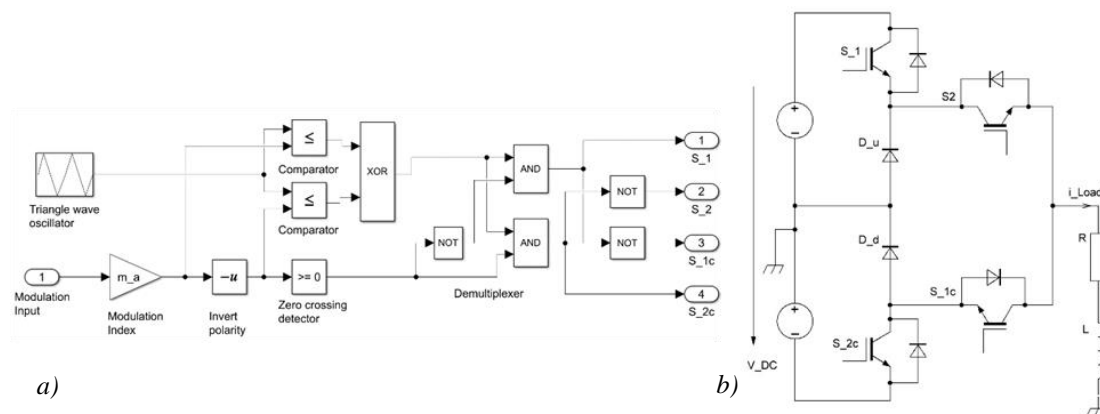 ≤
Comparator
XOR
≤
Comparator
Triangle wave
oscillator
AND
NOT
AND
Demultiplexer
NOT
NOT
1
S_1
2
S_2
3
S_1c
4
S_2c
1
Modulation
Input
m_a
Modulation
Index
-u
Invert
polarity
>= 0
Zero crossing
detector
a)
S_1
S2
D_u
+
−
i_Load
D_d
R
S_1c
+
−
L
S_2c
V_DC
b)